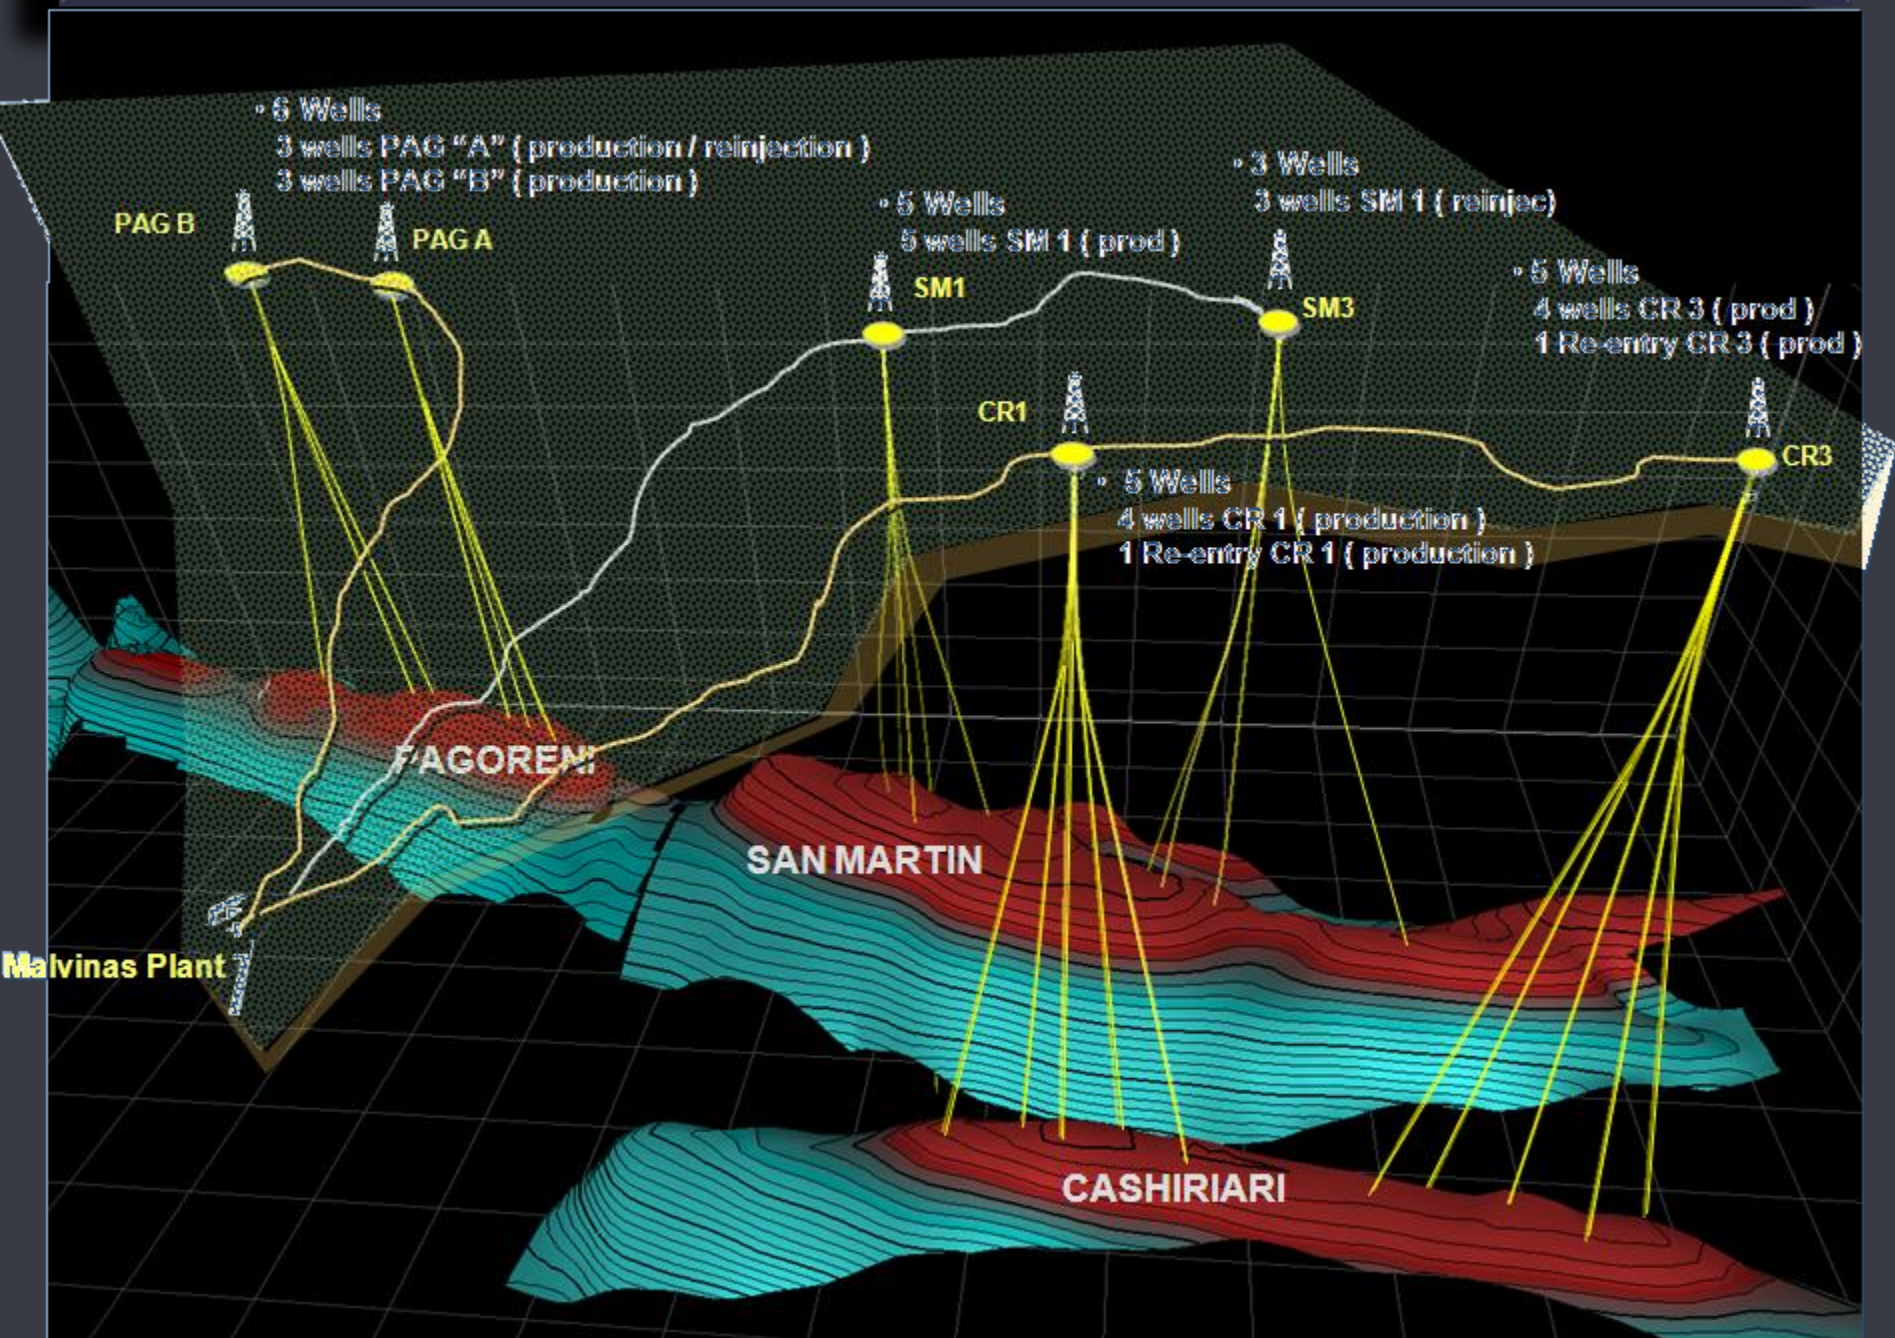 • 6 Wells
3 wells PAG “A” ( production / reinjection )
3 wells PAG “B” ( production )
PAG B
PAG A
• 5 Wells
5 wells SM 1 ( prod )
SM1
• 3 Wells
3 wells SM 1 ( reinjec)
SM3
• 5 Wells
4 wells CR 3 ( prod )
1 Re-entry CR 3 ( prod )
CR3
CR1
• 5 Wells
4 wells CR 1 ( production )
1 Re-entry CR 1 ( production )
PAGORENI
SAN MARTIN
Malvinas Plant
CASHIRIARI